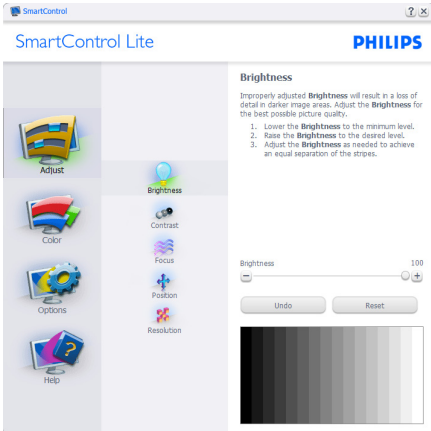 SmartControl
SmartControl Lite
PHILIPS
Adjust
Color
Options
Help
Brightness
Contrast
Focus
Position
Resolution
Brightness
Improperly adjusted Brightness will result in a loss of
detail in darker image areas. Adjust the Brightness for
the best possible picture quality.
1. Lower the Brightness to the minimum level.
2. Raise the Brightness to the desired level.
3. Adjust the Brightness as needed to achieve
an equal separation of the stripes.
Brightness 100
Undo Reset